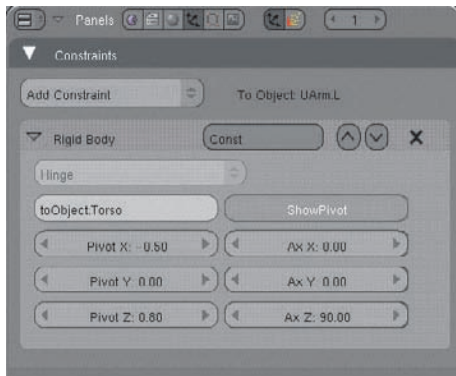 Panels 1
Constraints
Add Constraint To Object: UArm.L
Rigid Body Const
Hinge
toObject:Torso ShowPivot
Pivot X: -0.50 Ax X: 0.00
Pivot Y: 0.00 Ax Y: 0.00
Pivot Z: 0.80 Ax Z: 90.00